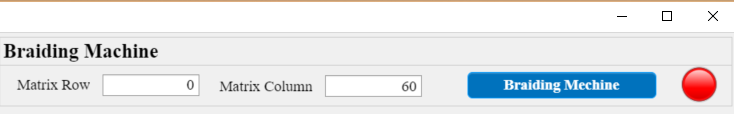 Braiding Machine
Matrix Row 0 Matrix Column 60 Braiding Mechine